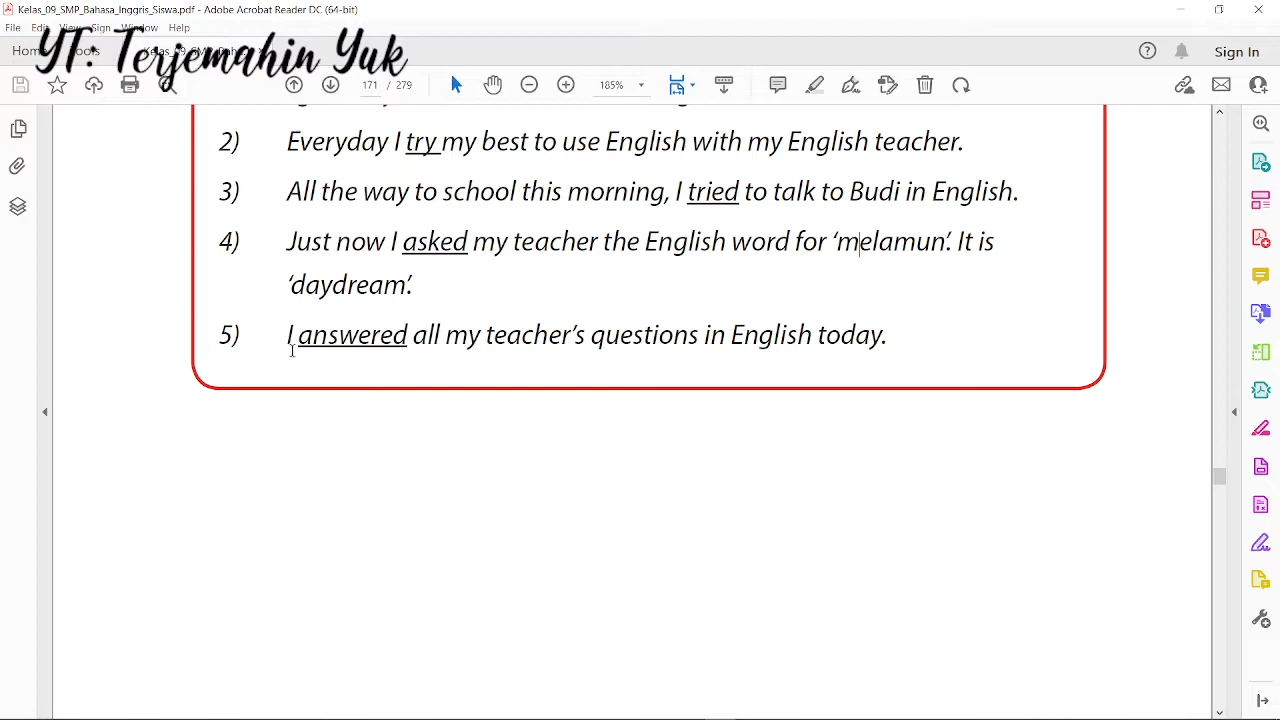 Kelas_09_SMP_Bahasa_Inggris_Siswa.pdf - Adobe Acrobat Reader DC (64-bit)
File Edit View Sign Window Help
YT: Terjemahin Yuk
Sign In
171 / 279
185%
2) Everyday I try my best to use English with my English teacher.
3) All the way to school this morning, I tried to talk to Budi in English.
4) Just now I asked my teacher the English word for ‘melamun’. It is
‘daydream’.
5) I answered all my teacher’s questions in English today.